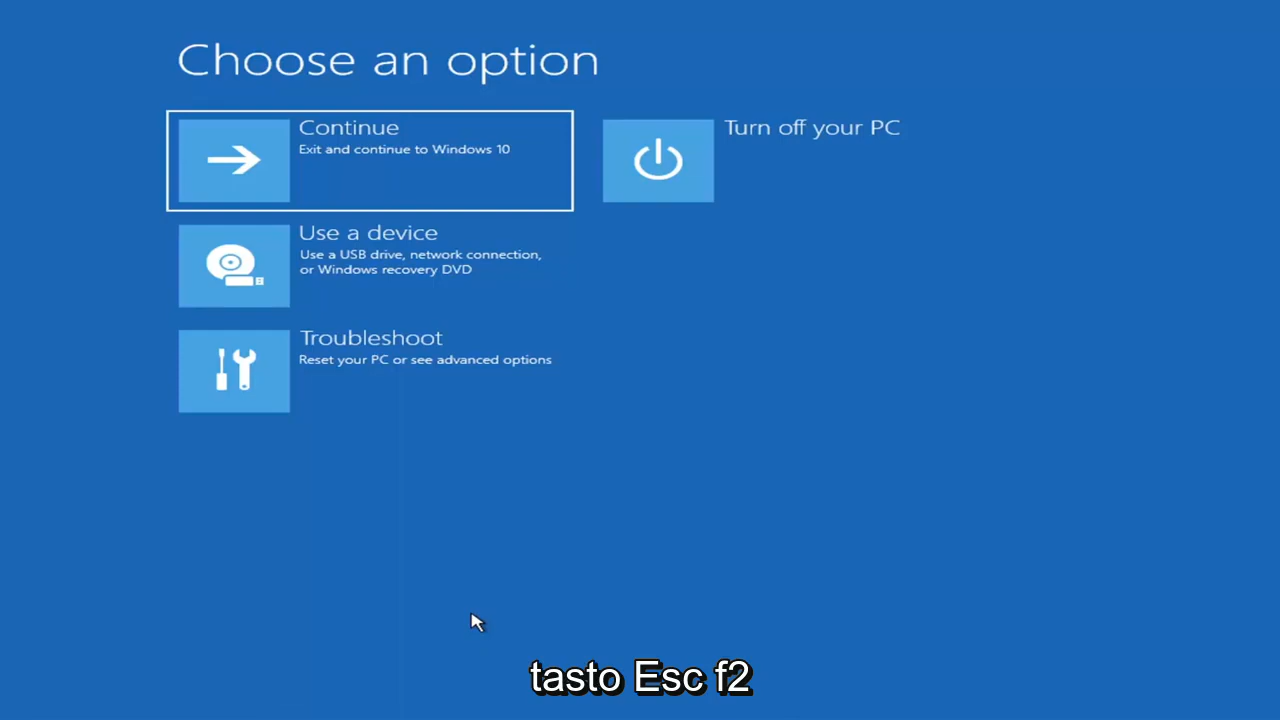 Choose an option
Continue
Exit and continue to Windows 10
Turn off your PC
Use a device
Use a USB drive, network connection,
or Windows recovery DVD
Troubleshoot
Reset your PC or see advanced options
tasto Esc f2